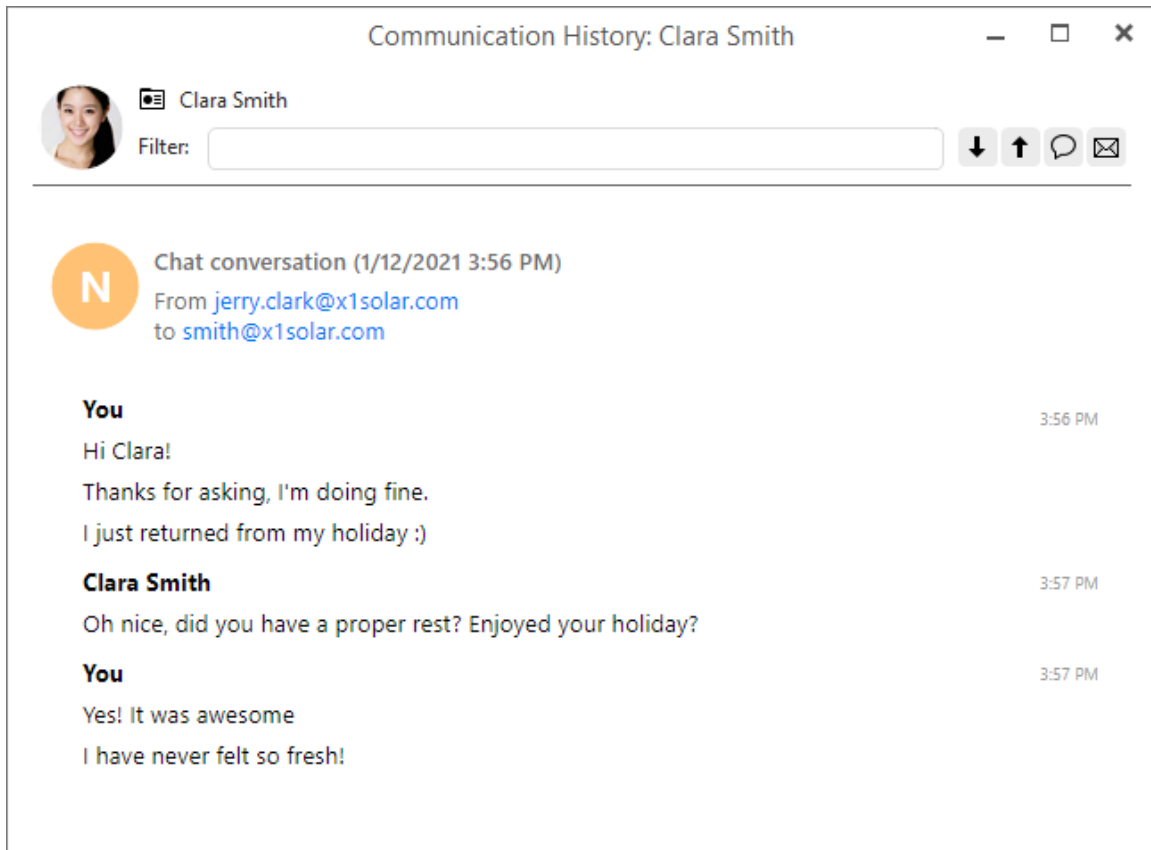 Communication History: Clara Smith
Clara Smith
Filter:
N
Chat conversation (1/12/2021 3:56 PM)
From jerry.clark@x1solar.com
to smith@x1solar.com
You 3:56 PM
Hi Clara!
Thanks for asking, I'm doing fine.
I just returned from my holiday :)
Clara Smith 3:57 PM
Oh nice, did you have a proper rest? Enjoyed your holiday?
You 3:57 PM
Yes! It was awesome
I have never felt so fresh!